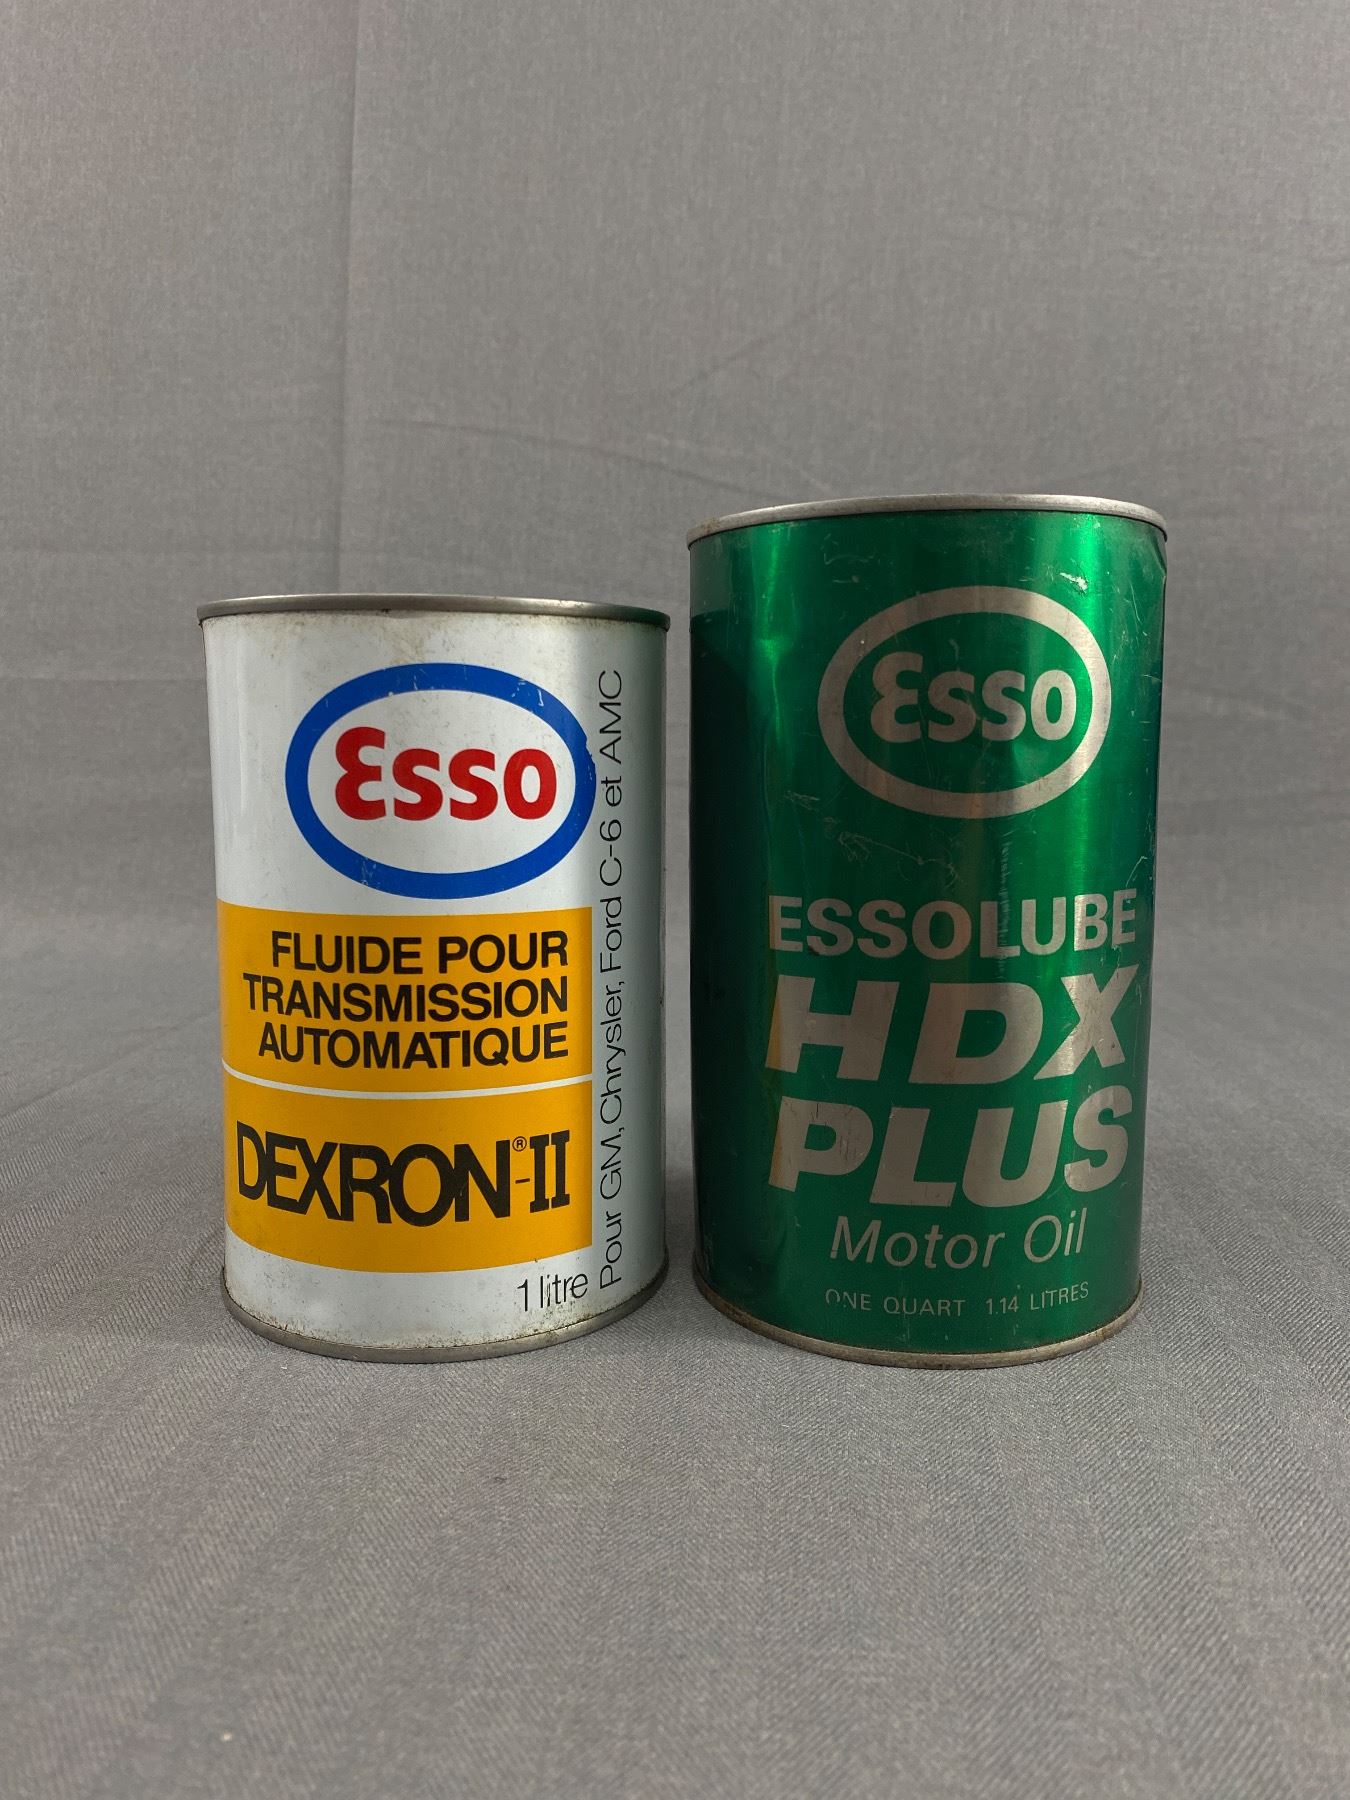 Esso
FLUIDE POUR
TRANSMISSION
AUTOMATIQUE
DEXRON®-II
1 litre
Pour GM, Chrysler, Ford C-6 et AMC
Esso
ESSOLUBE
HDX
PLUS
Motor Oil
ONE QUART 1.14 LITRES